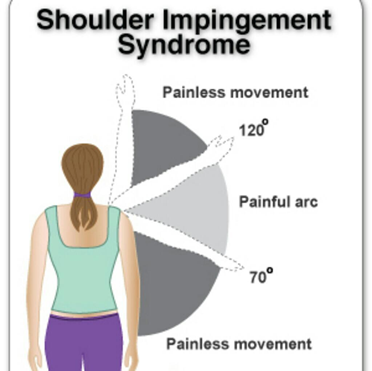 Shoulder Impingement
Syndrome
Painless movement
120°
Painful arc
70°
Painless movement